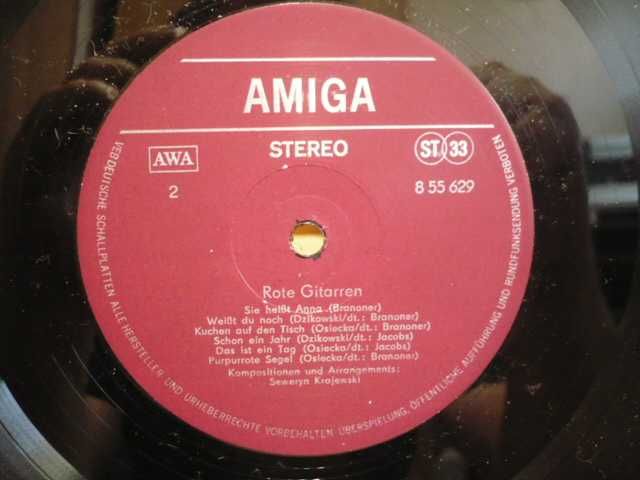 AMIGA
STEREO
AWA
ST 33
2
8 55 629
Rote Gitarren
Sie heißt Anna (Branoner)
Weißt du noch (Dzikowski/dt.: Branoner)
Kuchen auf den Tisch (Osiecka/dt.: Branoner)
Schon ein Jahr (Dzikowski/dt.: Jacobs)
Das ist ein Tag (Osiecka/dt.: Jacobs)
Purpurrote Segel (Osiecka/dt.: Branoner)
Kompositionen und Arrangements:
Seweryn Krajewski
VEB DEUTSCHE SCHALLPLATTEN ALLE HERSTELLER- UND URHEBERRECHTE VORBEHALTEN · ÜBERSPIELUNG, ÖFFENTLICHE AUFFÜHRUNG UND RUNDFUNKSENDUNG VERBOTEN